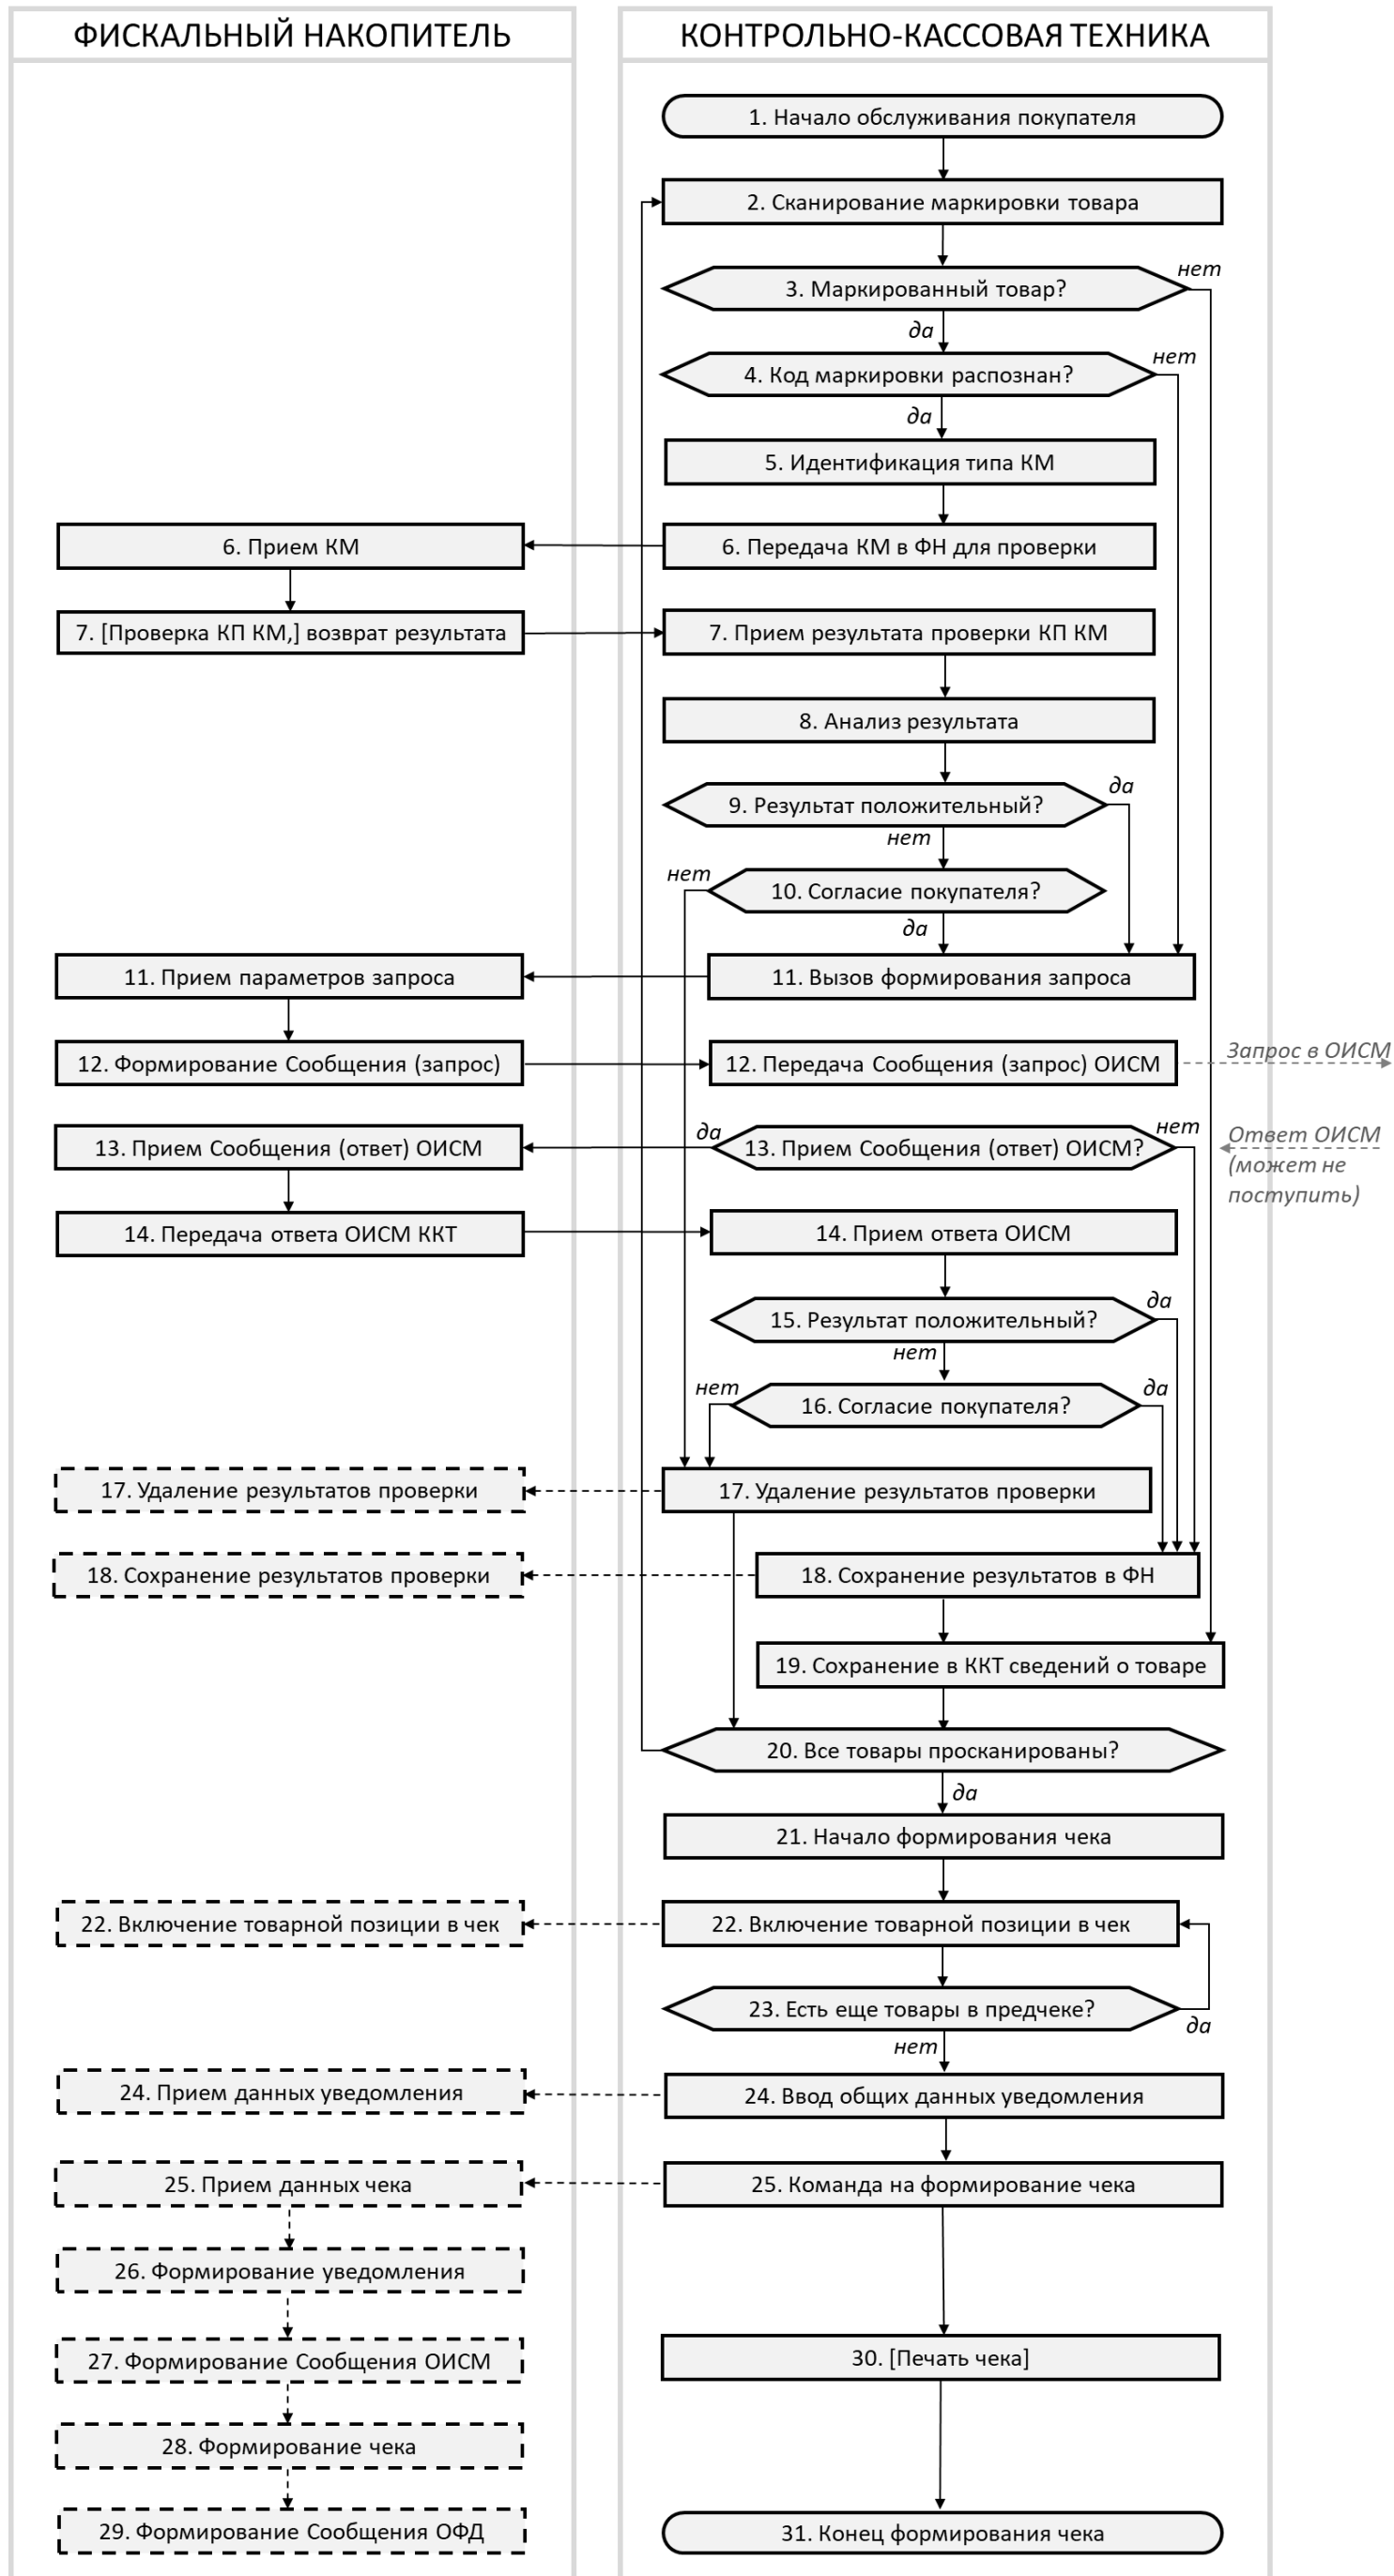 ФИСКАЛЬНЫЙ НАКОПИТЕЛЬ
КОНТРОЛЬНО-КАССОВАЯ ТЕХНИКА
1. Начало обслуживания покупателя
2. Сканирование маркировки товара
нет
3. Маркированный товар?
да
нет
4. Код маркировки распознан?
да
5. Идентификация типа КМ
6. Прием КМ
6. Передача КМ в ФН для проверки
7. [Проверка КП КМ,] возврат результата
7. Прием результата проверки КП КМ
8. Анализ результата
да
9. Результат положительный?
нет
нет
10. Согласие покупателя?
да
11. Прием параметров запроса
11. Вызов формирования запроса
12. Формирование Сообщения (запрос)
12. Передача Сообщения (запрос) ОИСМ
Запрос в ОИСМ
13. Прием Сообщения (ответ) ОИСМ
да
13. Прием Сообщения (ответ) ОИСМ?
нет
Ответ ОИСМ
(может не
поступить)
14. Передача ответа ОИСМ ККТ
14. Прием ответа ОИСМ
да
15. Результат положительный?
нет
нет
16. Согласие покупателя?
да
17. Удаление результатов проверки
17. Удаление результатов проверки
18. Сохранение результатов проверки
18. Сохранение результатов в ФН
19. Сохранение в ККТ сведений о товаре
20. Все товары просканированы?
да
21. Начало формирования чека
22. Включение товарной позиции в чек
22. Включение товарной позиции в чек
23. Есть еще товары в предчеке?
да
нет
24. Прием данных уведомления
24. Ввод общих данных уведомления
25. Прием данных чека
25. Команда на формирование чека
26. Формирование уведомления
27. Формирование Сообщения ОИСМ
30. [Печать чека]
28. Формирование чека
29. Формирование Сообщения ОФД
31. Конец формирования чека